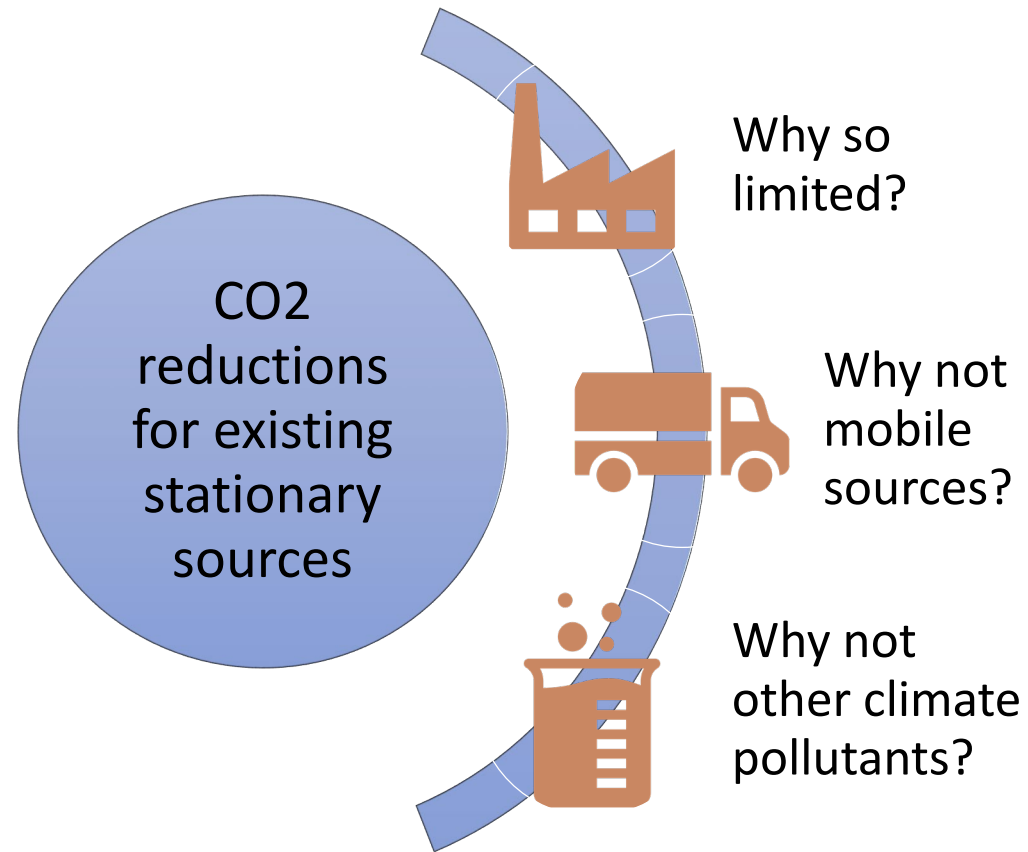 CO2
reductions
for existing
stationary
sources
Why so
limited?
Why not
mobile
sources?
Why not
other climate
pollutants?